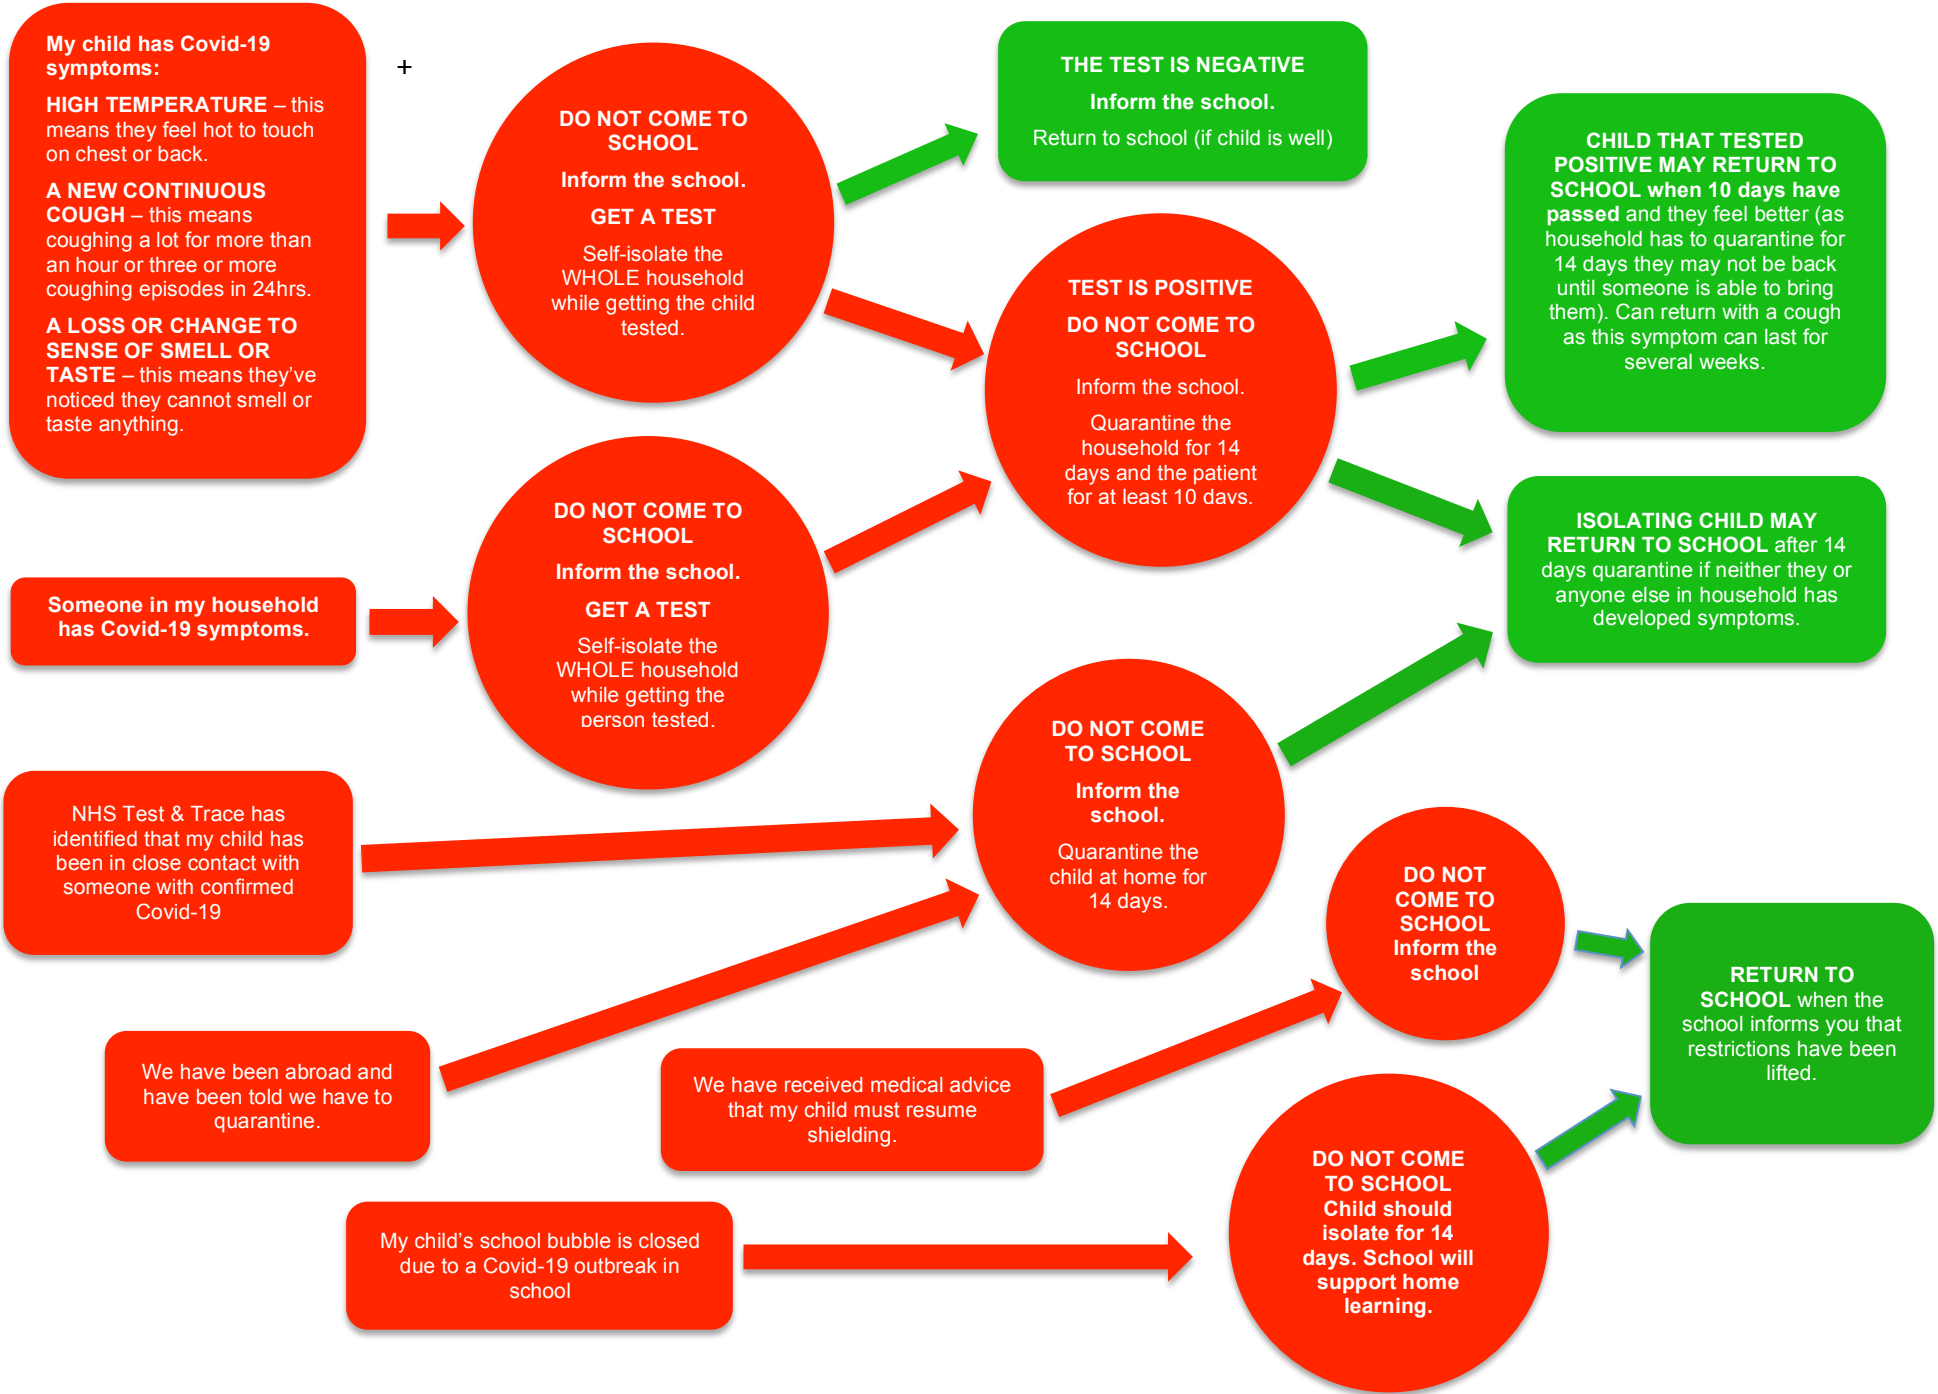 My child has Covid-19
symptoms:
HIGH TEMPERATURE – this
means they feel hot to touch
on chest or back.
A NEW CONTINUOUS
COUGH – this means
coughing a lot for more than
an hour or three or more
coughing episodes in 24hrs.
A LOSS OR CHANGE TO
SENSE OF SMELL OR
TASTE – this means they've
noticed they cannot smell or
taste anything.
+
DO NOT COME TO
SCHOOL
Inform the school.
GET A TEST
Self-isolate the
WHOLE household
while getting the child
tested.
THE TEST IS NEGATIVE
Inform the school.
Return to school (if child is well)
TEST IS POSITIVE
DO NOT COME TO
SCHOOL
Inform the school.
Quarantine the
household for 14
days and the patient
for at least 10 days.
CHILD THAT TESTED
POSITIVE MAY RETURN TO
SCHOOL when 10 days have
passed and they feel better (as
household has to quarantine for
14 days they may not be back
until someone is able to bring
them). Can return with a cough
as this symptom can last for
several weeks.
Someone in my household
has Covid-19 symptoms.
DO NOT COME TO
SCHOOL
Inform the school.
GET A TEST
Self-isolate the
WHOLE household
while getting the
person tested.
ISOLATING CHILD MAY
RETURN TO SCHOOL after 14
days quarantine if neither they or
anyone else in household has
developed symptoms.
NHS Test & Trace has
identified that my child has
been in close contact with
someone with confirmed
Covid-19
DO NOT COME
TO SCHOOL
Inform the
school.
Quarantine the
child at home for
14 days.
We have been abroad and
have been told we have to
quarantine.
We have received medical advice
that my child must resume
shielding.
DO NOT
COME TO
SCHOOL
Inform the
school
RETURN TO
SCHOOL when the
school informs you that
restrictions have been
lifted.
My child's school bubble is closed
due to a Covid-19 outbreak in
school
DO NOT COME
TO SCHOOL
Child should
isolate for 14
days. School will
support home
learning.